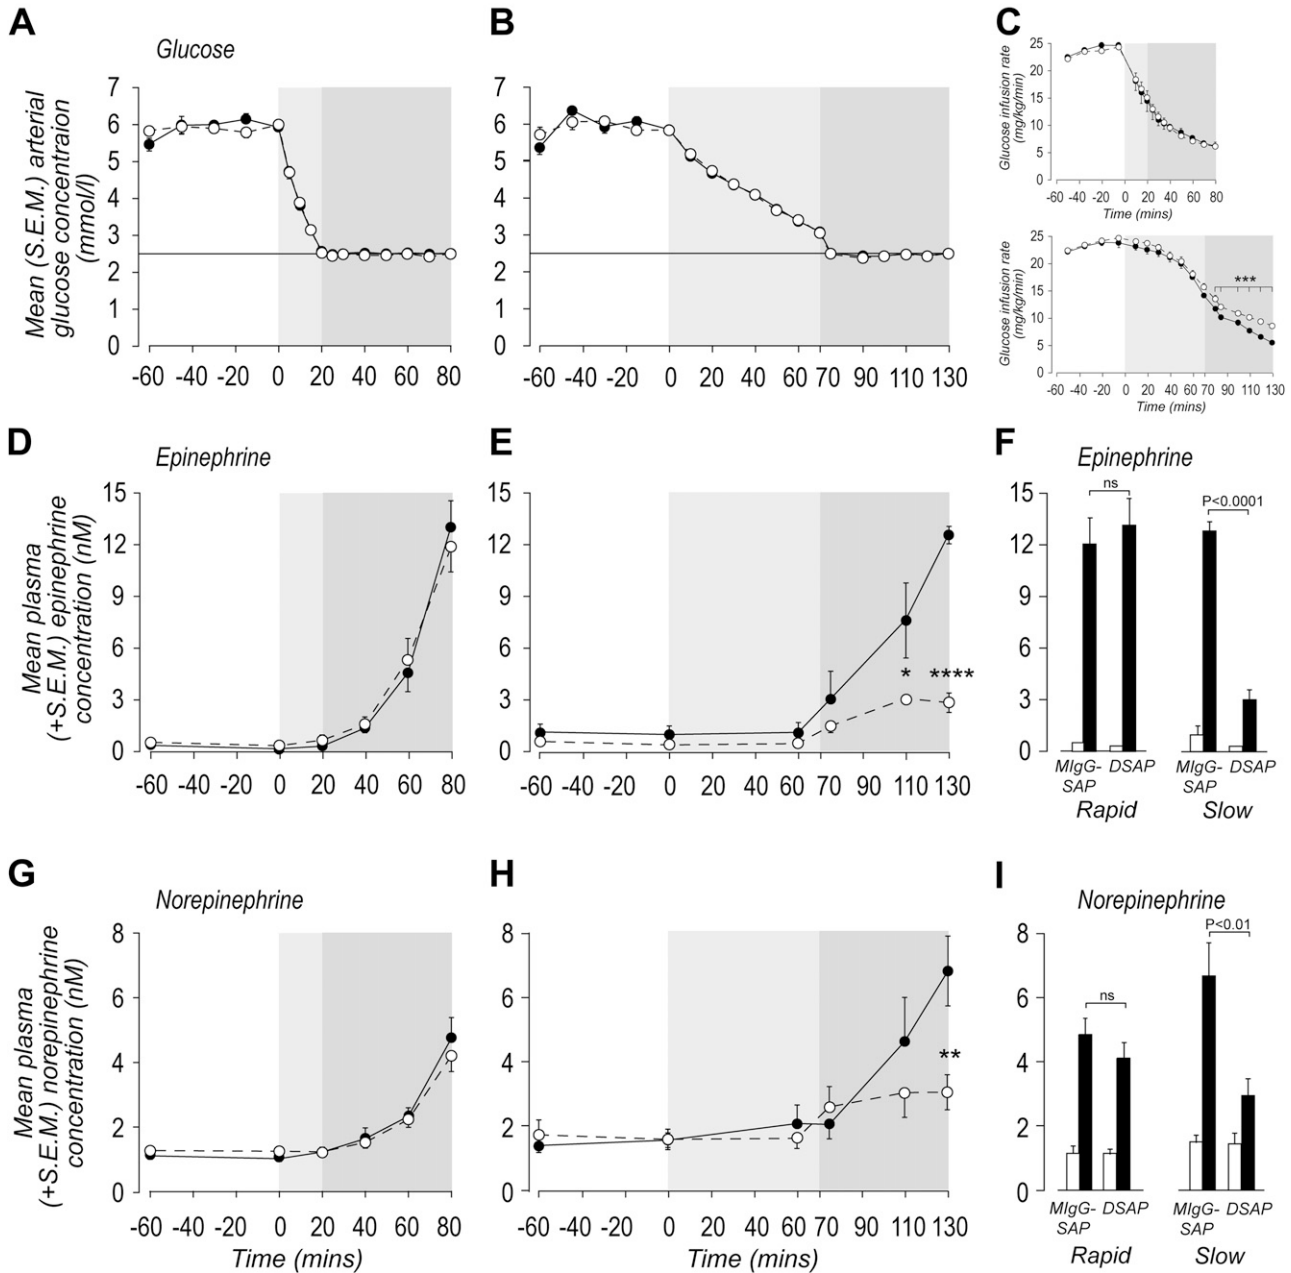 A
B
C
Glucose
Mean (S.E.M.) arterial
glucose concentraion
(mmol/l)
7
6
5
4
3
2
1
0
-60 -40 -20 0 20 40 60 80
7
6
5
4
3
2
1
0
-60 -40 -20 0 20 40 60 70 90 110 130
Glucose infusion rate
(mg/kg/min)
25
20
15
10
5
0
-60 -40 -20 0 20 40 60 80
Time (mins)
Glucose infusion rate
(mg/kg/min)
25
20
15
10
5
0
***
-60 -40 -20 0 20 40 60 70 90 110 130
Time (mins)
D
E
F
Epinephrine
Mean plasma
(+S.E.M.) epinephrine
concentration (nM)
15
12
9
6
3
0
-60 -40 -20 0 20 40 60 80
15
12
9
6
3
0
* ****
-60 -40 -20 0 20 40 60 70 90 110 130
Epinephrine
15
12
9
6
3
0
ns
P<0.0001
MIgG- DSAP MIgG- DSAP
SAP SAP
Rapid Slow
G
H
I
Norepinephrine
Mean plasma
(+S.E.M.) norepinephrine
concentration (nM)
8
6
4
2
0
-60 -40 -20 0 20 40 60 80
Time (mins)
8
6
4
2
0
**
-60 -40 -20 0 20 40 60 70 90 110 130
Time (mins)
Norepinephrine
8
6
4
2
0
ns
P<0.01
MIgG- DSAP MIgG- DSAP
SAP SAP
Rapid Slow